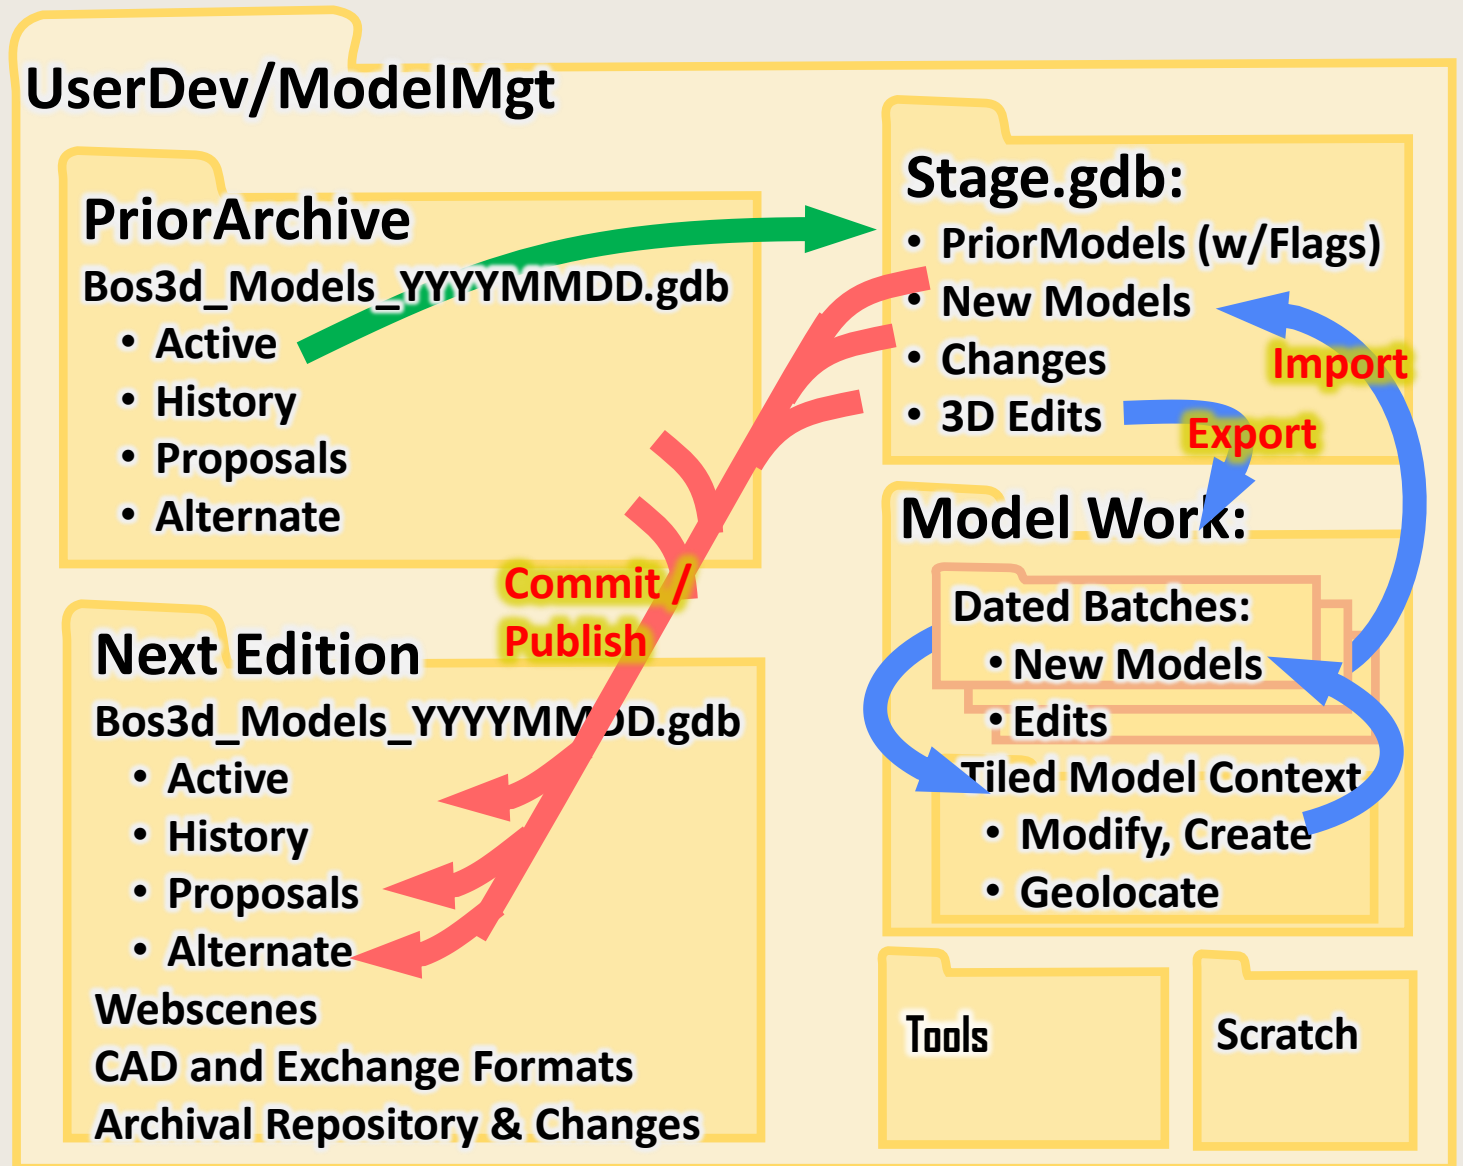 UserDev/ModelMgt
PriorArchive
Bos3d_Models_YYYYMMDD.gdb
• Active
• History
• Proposals
• Alternate
Stage.gdb:
• PriorModels (w/Flags)
• New Models
• Changes
• 3D Edits
Import
Export
Commit /
Publish
Next Edition
Bos3d_Models_YYYYMMDD.gdb
• Active
• History
• Proposals
• Alternate
Webscenes
CAD and Exchange Formats
Archival Repository & Changes
Model Work:
Dated Batches:
• New Models
• Edits
Tiled Model Context
• Modify, Create
• Geolocate
Tools
Scratch